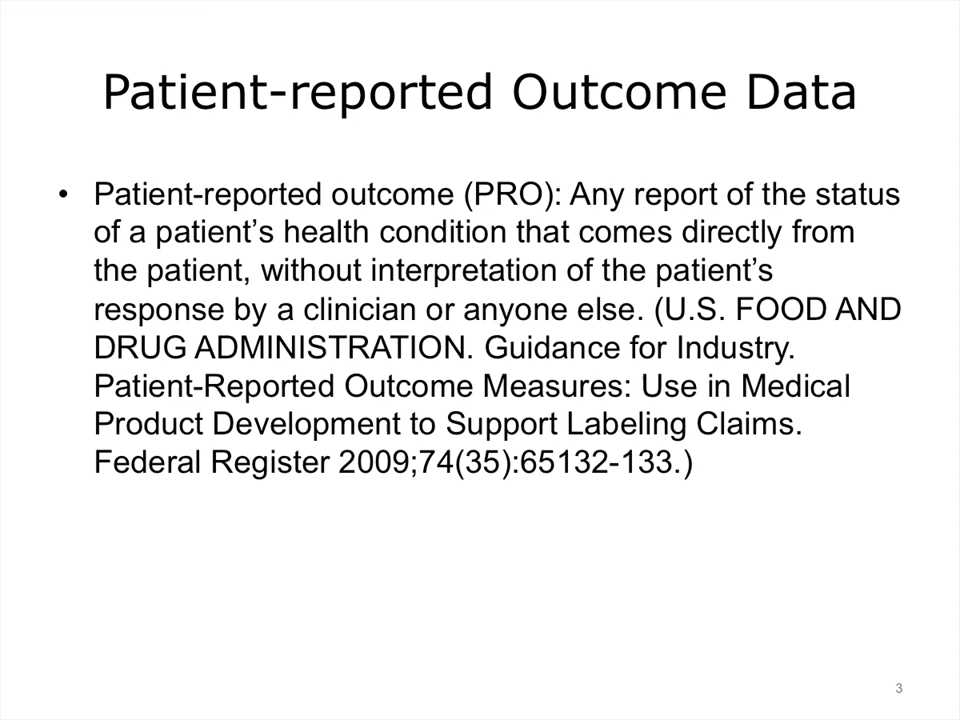 Patient-reported Outcome Data
• Patient-reported outcome (PRO): Any report of the status
of a patient’s health condition that comes directly from
the patient, without interpretation of the patient’s
response by a clinician or anyone else. (U.S. FOOD AND
DRUG ADMINISTRATION. Guidance for Industry.
Patient-Reported Outcome Measures: Use in Medical
Product Development to Support Labeling Claims.
Federal Register 2009;74(35):65132-133.)
3